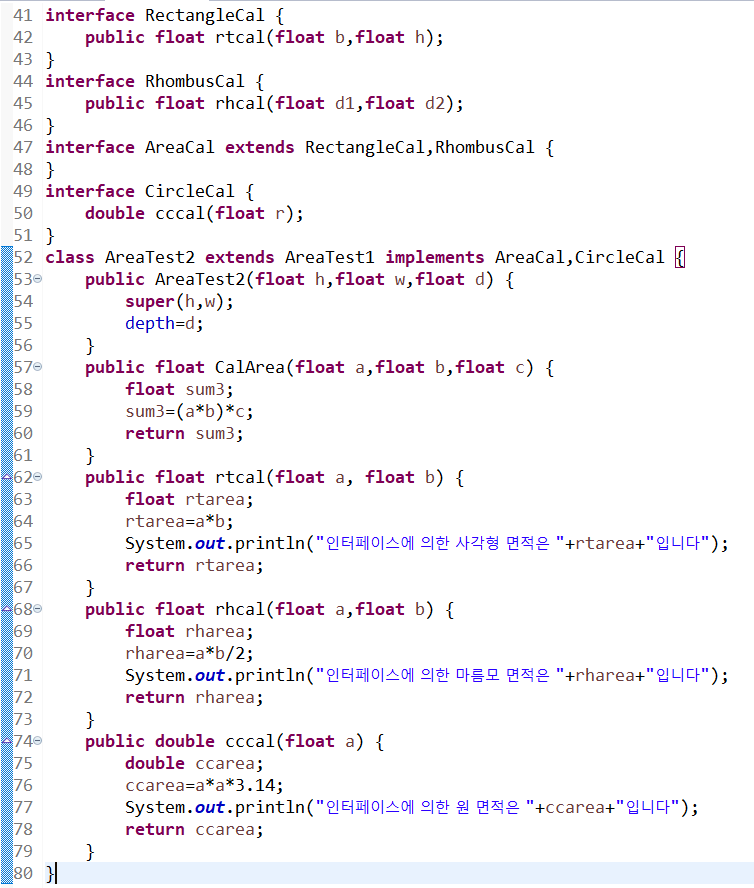 41 interface RectangleCal {
42     public float rtcal(float b,float h);
43 }
44 interface RhombusCal {
45     public float rhcal(float d1,float d2);
46 }
47 interface AreaCal extends RectangleCal,RhombusCal {
48 }
49 interface CircleCal {
50     double cccal(float r);
51 }
52 class AreaTest2 extends AreaTest1 implements AreaCal,CircleCal {
53     public AreaTest2(float h,float w,float d) {
54         super(h,w);
55         depth=d;
56     }
57     public float CalArea(float a,float b,float c) {
58         float sum3;
59         sum3=(a*b)*c;
60         return sum3;
61     }
62     public float rtcal(float a, float b) {
63         float rtarea;
64         rtarea=a*b;
65         System.out.println("인터페이스에 의한 사각형 면적은 "+rtarea+"입니다");
66         return rtarea;
67     }
68     public float rhcal(float a,float b) {
69         float rharea;
70         rharea=a*b/2;
71         System.out.println("인터페이스에 의한 마름모 면적은 "+rharea+"입니다");
72         return rharea;
73     }
74     public double cccal(float a) {
75         double ccarea;
76         ccarea=a*a*3.14;
77         System.out.println("인터페이스에 의한 원 면적은 "+ccarea+"입니다");
78         return ccarea;
79     }
80 }